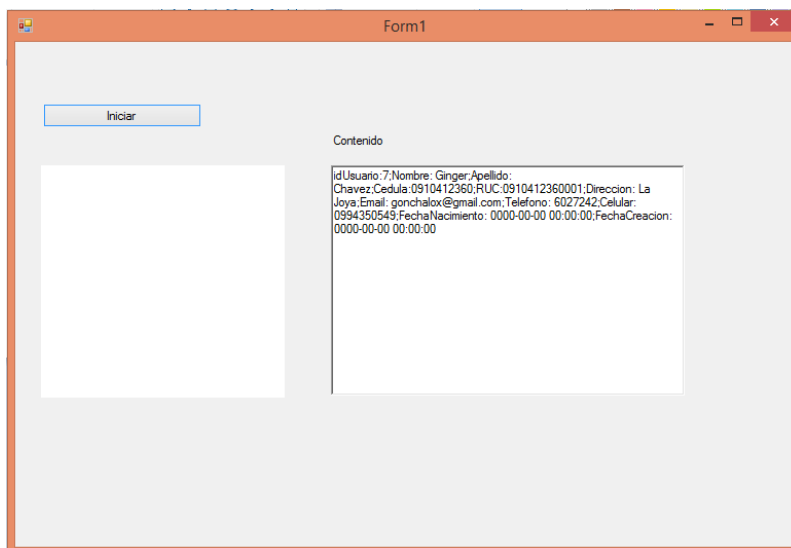 Form1
Iniciar
Contenido
idUsuario:7;Nombre: Ginger;Apellido:
Chavez;Cedula:0910412360;RUC:0910412360001;Direccion: La
Joya;Email: gonchalox@gmail.com;Telefono: 6027242;Celular:
0994350549;FechaNacimiento: 0000-00-00 00:00:00;FechaCreacion:
0000-00-00 00:00:00